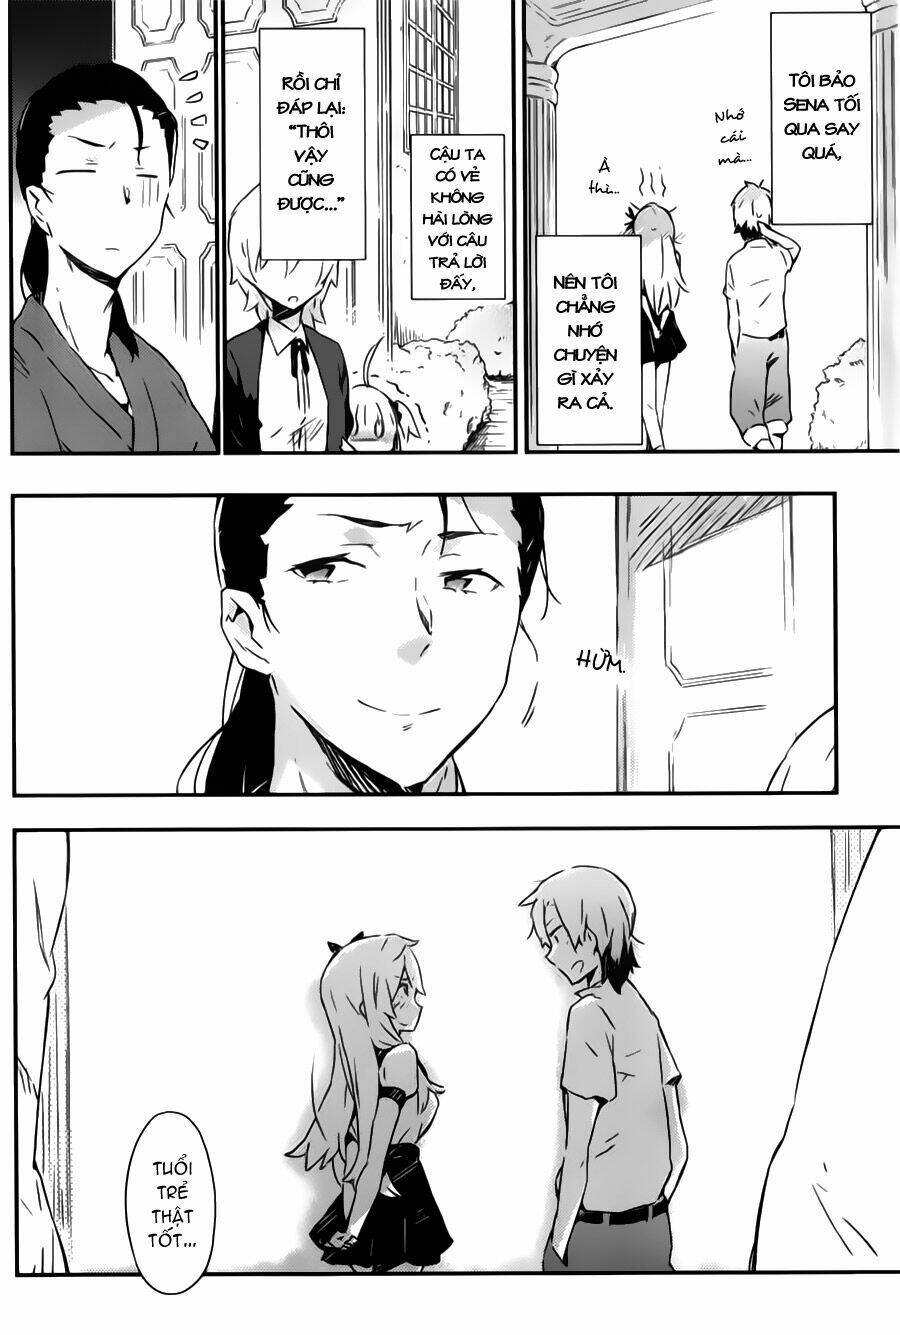 TÔI BẢO
SENA TỐI
QUA SAY
QUÁ,
Nhớ
cái
mà...
À
thì...
NÊN TÔI
CHẲNG
NHỚ
CHUYỆN
GÌ XẢY
RA CẢ.
CẬU TA
CÓ VẺ
KHÔNG
HÀI LÒNG
VỚI CÂU
TRẢ LỜI
ĐẤY,
RỒI CHỈ
ĐÁP LẠI:
"THÔI
VẬY
CŨNG
ĐƯỢC..."
HỪM.
TUỔI
TRẺ
THẬT
TỐT...